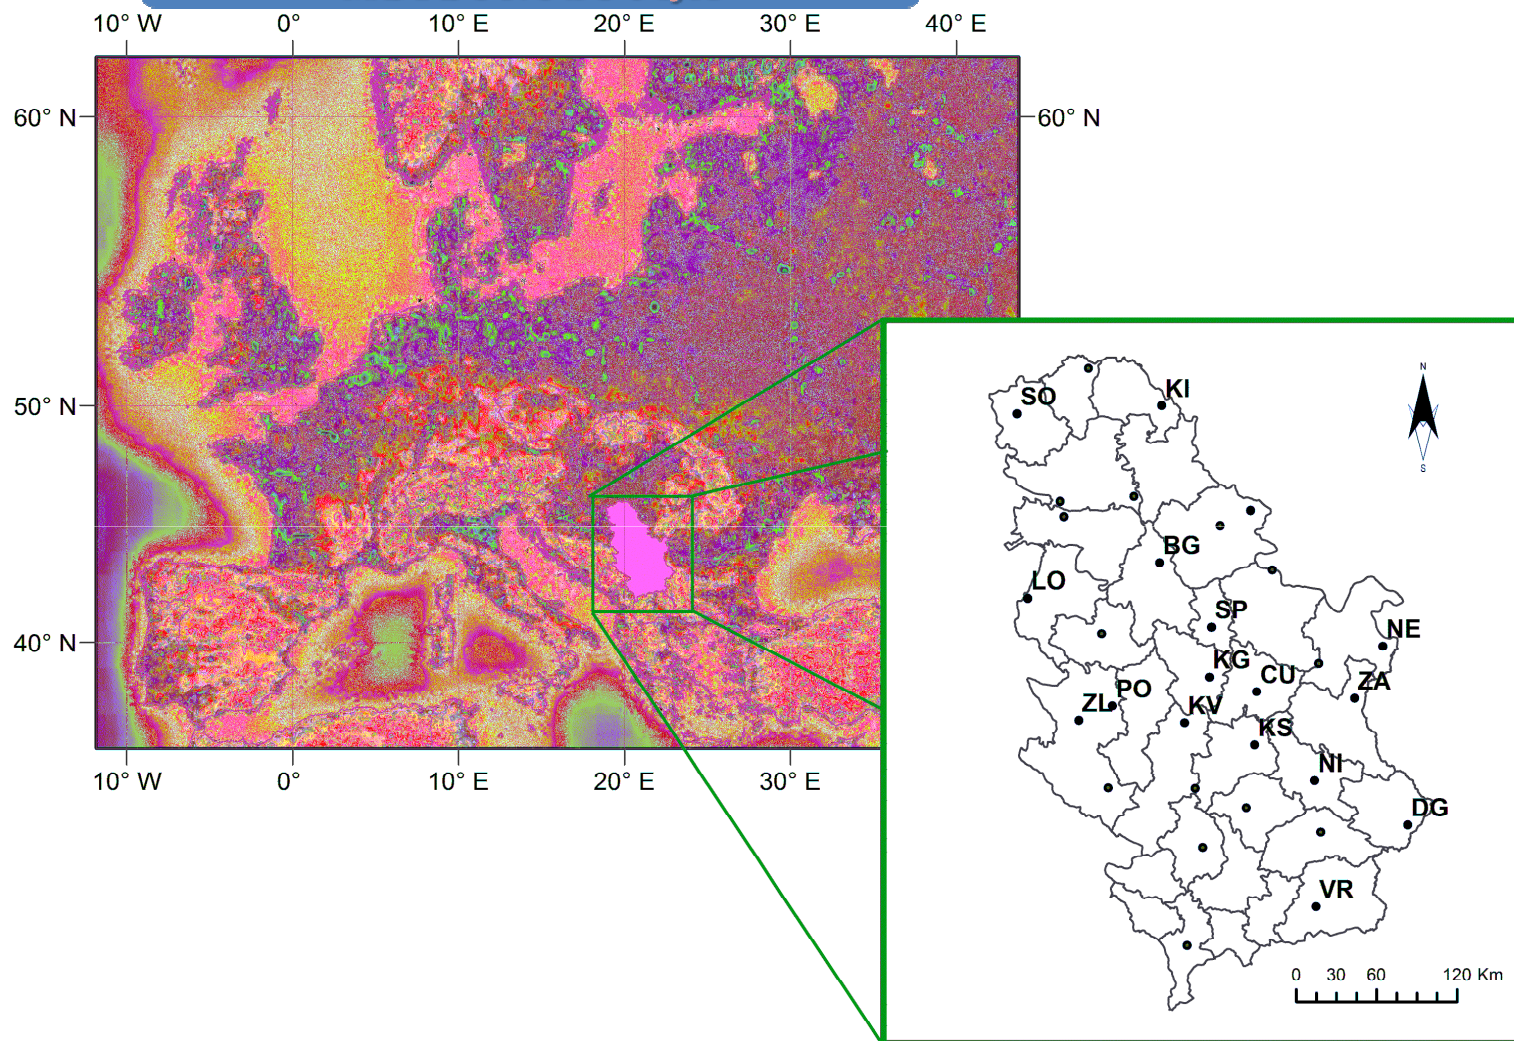 10° W 0° 10° E 20° E 30° E 40° E
60° N 60° N
50° N
40° N
10° W 0° 10° E 20° E 30° E
N
S
SO
KI
BG
LO
SP
NE
KG
CU
ZA
PO
ZL
KV
KS
NI
DG
VR
0 30 60 120 Km